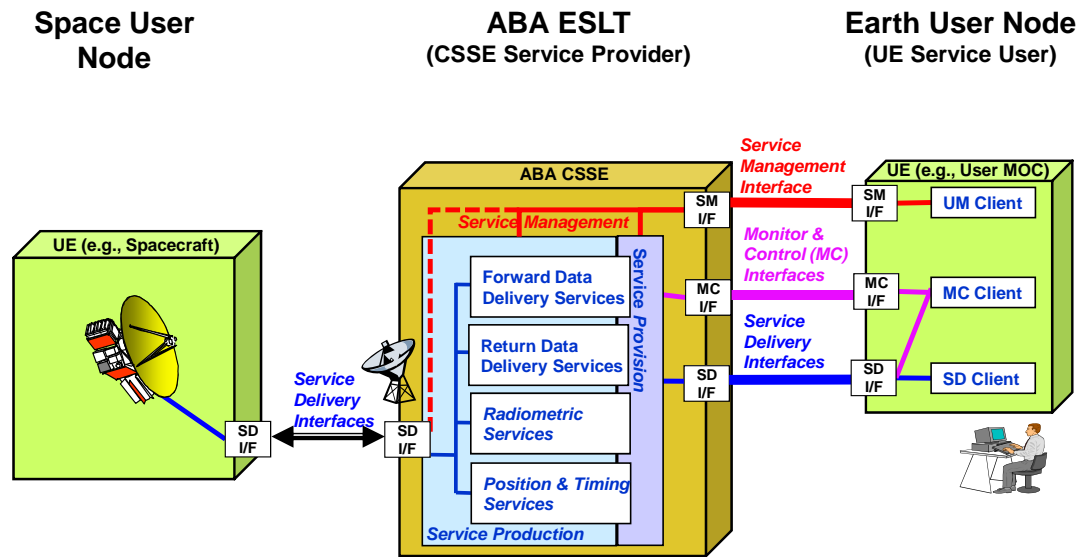 Space User
Node
ABA ESLT
(CSSE Service Provider)
Earth User Node
(UE Service User)
UE (e.g., Spacecraft)
SD
I/F
Service
Delivery
Interfaces
ABA CSSE
SM
I/F
Service Management
Forward Data
Delivery Services
Return Data
Delivery Services
Radiometric
Services
Position & Timing
Services
Service Production
Service Provision
SD
I/F
MC
I/F
SD
I/F
Service
Management
Interface
Monitor &
Control (MC)
Interfaces
Service
Delivery
Interfaces
UE (e.g., User MOC)
SM
I/F
UM Client
MC
I/F
MC Client
SD
I/F
SD Client